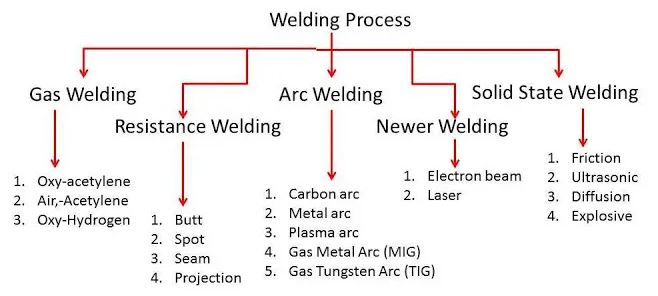 Welding Process
Gas Welding
1. Oxy-acetylene
2. Air,-Acetylene
3. Oxy-Hydrogen
Resistance Welding
1. Butt
2. Spot
3. Seam
4. Projection
Arc Welding
1. Carbon arc
2. Metal arc
3. Plasma arc
4. Gas Metal Arc (MIG)
5. Gas Tungsten Arc (TIG)
Newer Welding
1. Electron beam
2. Laser
Solid State Welding
1. Friction
2. Ultrasonic
3. Diffusion
4. Explosive